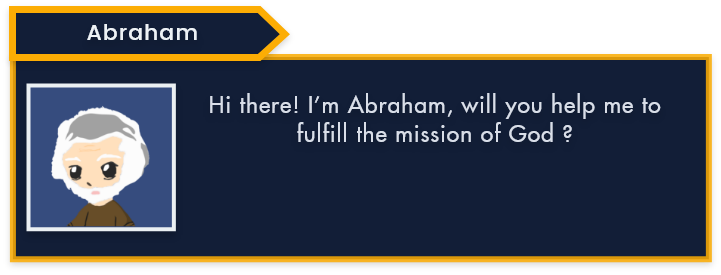 Abraham
Hi there! I'm Abraham, will you help me to
fulfill the mission of God ?